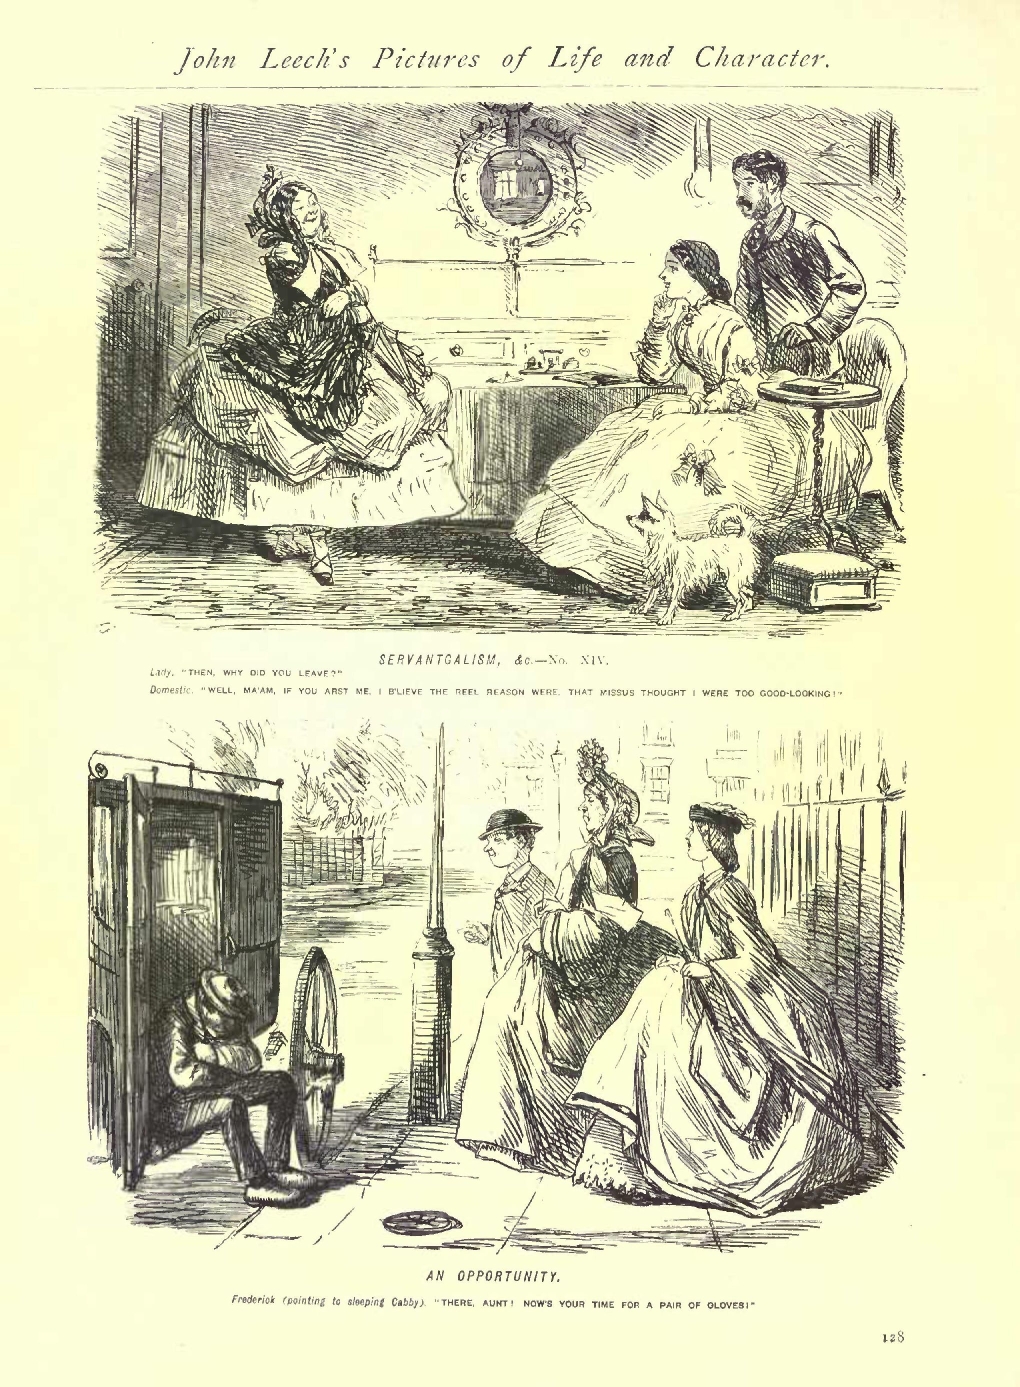 John Leech's Pictures of Life and Character.
SERVANTGALISM, &c.—No. XIV.
Lady. "THEN, WHY DID YOU LEAVE?"
Domestic. "WELL, MA'AM, IF YOU ARST ME, I B'LIEVE THE REEL REASON WERE, THAT MISSUS THOUGHT I WERE TOO GOOD-LOOKING!"
AN OPPORTUNITY.
Frederick (pointing to sleeping Cabby). "THERE, AUNT! NOW'S YOUR TIME FOR A PAIR OF GLOVES!"
128